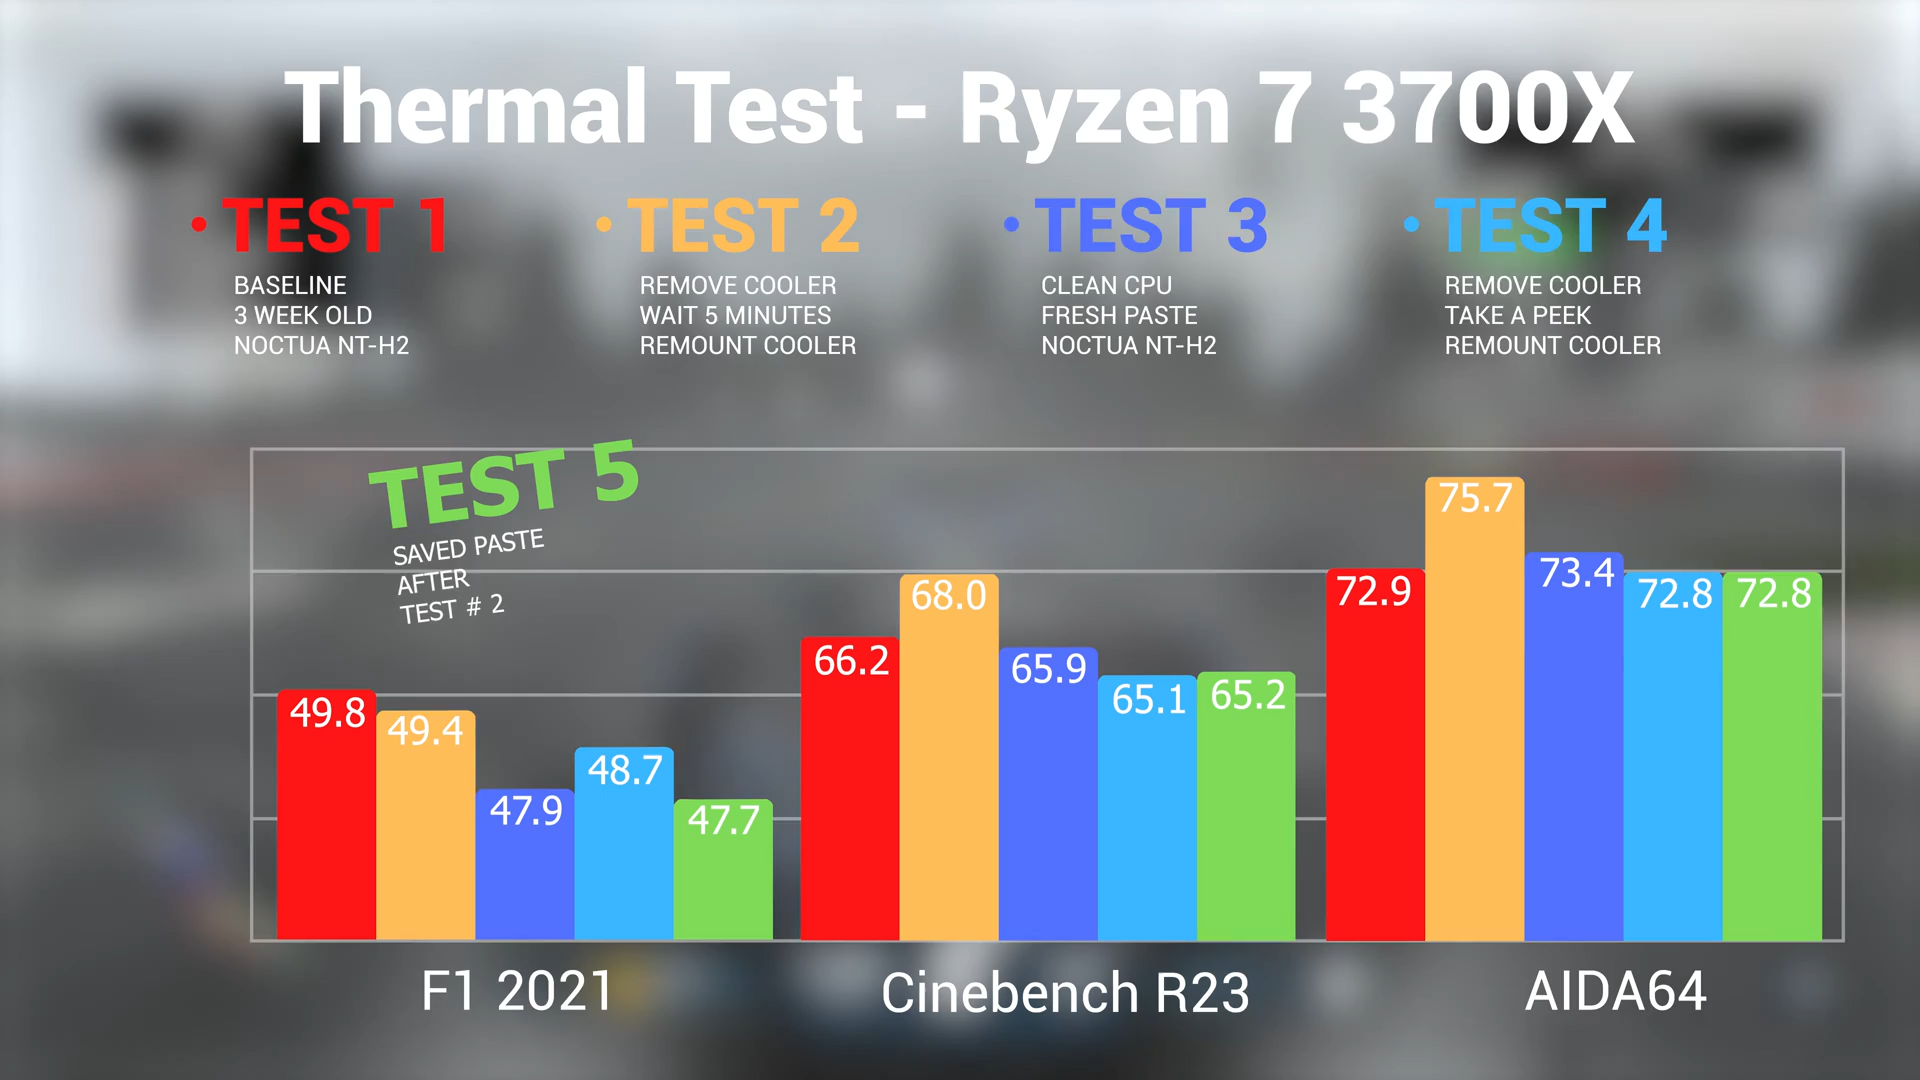 Thermal Test - Ryzen 7 3700X
• TEST 1
BASELINE
3 WEEK OLD
NOCTUA NT-H2
• TEST 2
REMOVE COOLER
WAIT 5 MINUTES
REMOUNT COOLER
• TEST 3
CLEAN CPU
FRESH PASTE
NOCTUA NT-H2
• TEST 4
REMOVE COOLER
TAKE A PEEK
REMOUNT COOLER
TEST 5
SAVED PASTE
AFTER
TEST # 2
49.8
49.4
47.9
48.7
47.7
66.2
68.0
65.9
65.1
65.2
72.9
75.7
73.4
72.8
72.8
F1 2021
Cinebench R23
AIDA64